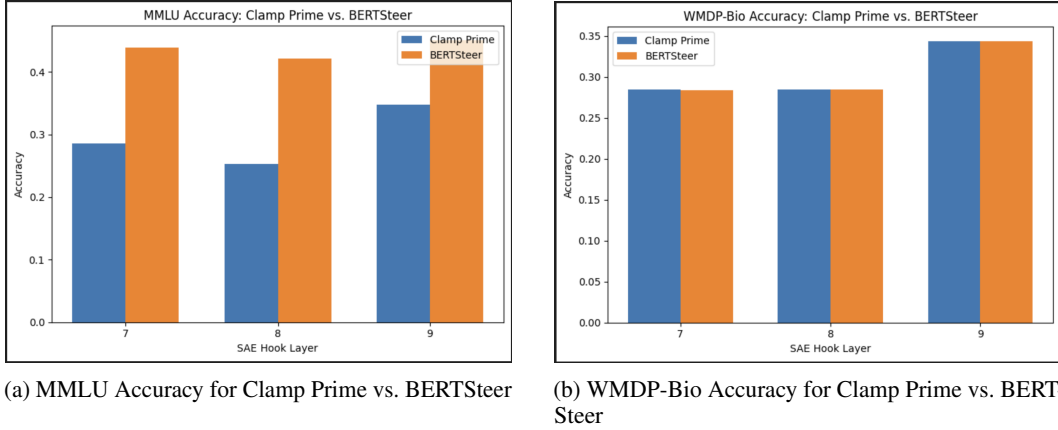 MMLU Accuracy: Clamp Prime vs. BERTSteer
Clamp Prime
BERTSteer
0.4
0.3
0.2
0.1
0.0
Accuracy
7
8
9
SAE Hook Layer
(a) MMLU Accuracy for Clamp Prime vs. BERTSteer
WMDP-Bio Accuracy: Clamp Prime vs. BERTSteer
Clamp Prime
BERTSteer
0.35
0.30
0.25
0.20
0.15
0.10
0.05
0.00
Accuracy
7
8
9
SAE Hook Layer
(b) WMDP-Bio Accuracy for Clamp Prime vs. BERT-
Steer